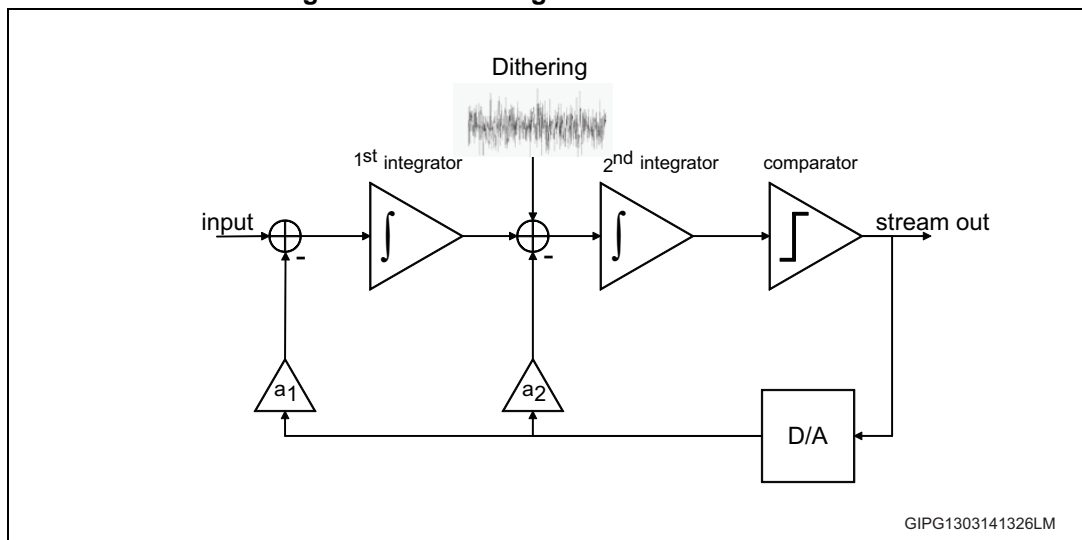 Dithering
1st integrator
2nd integrator
comparator
input
stream out
-
-
a1
a2
D/A
GIPG1303141326LM